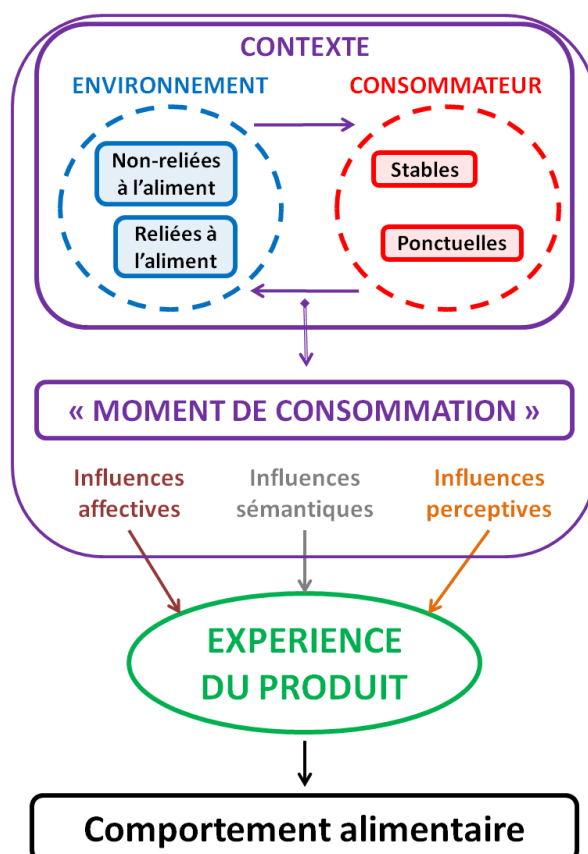 CONTEXTE
ENVIRONNEMENT
CONSOMMATEUR
Non-reliées
à l'aliment
Reliées à
l'aliment
Stables
Ponctuelles
« MOMENT DE CONSOMMATION »
Influences
affectives
Influences
sémantiques
Influences
perceptives
EXPERIENCE
DU PRODUIT
Comportement alimentaire